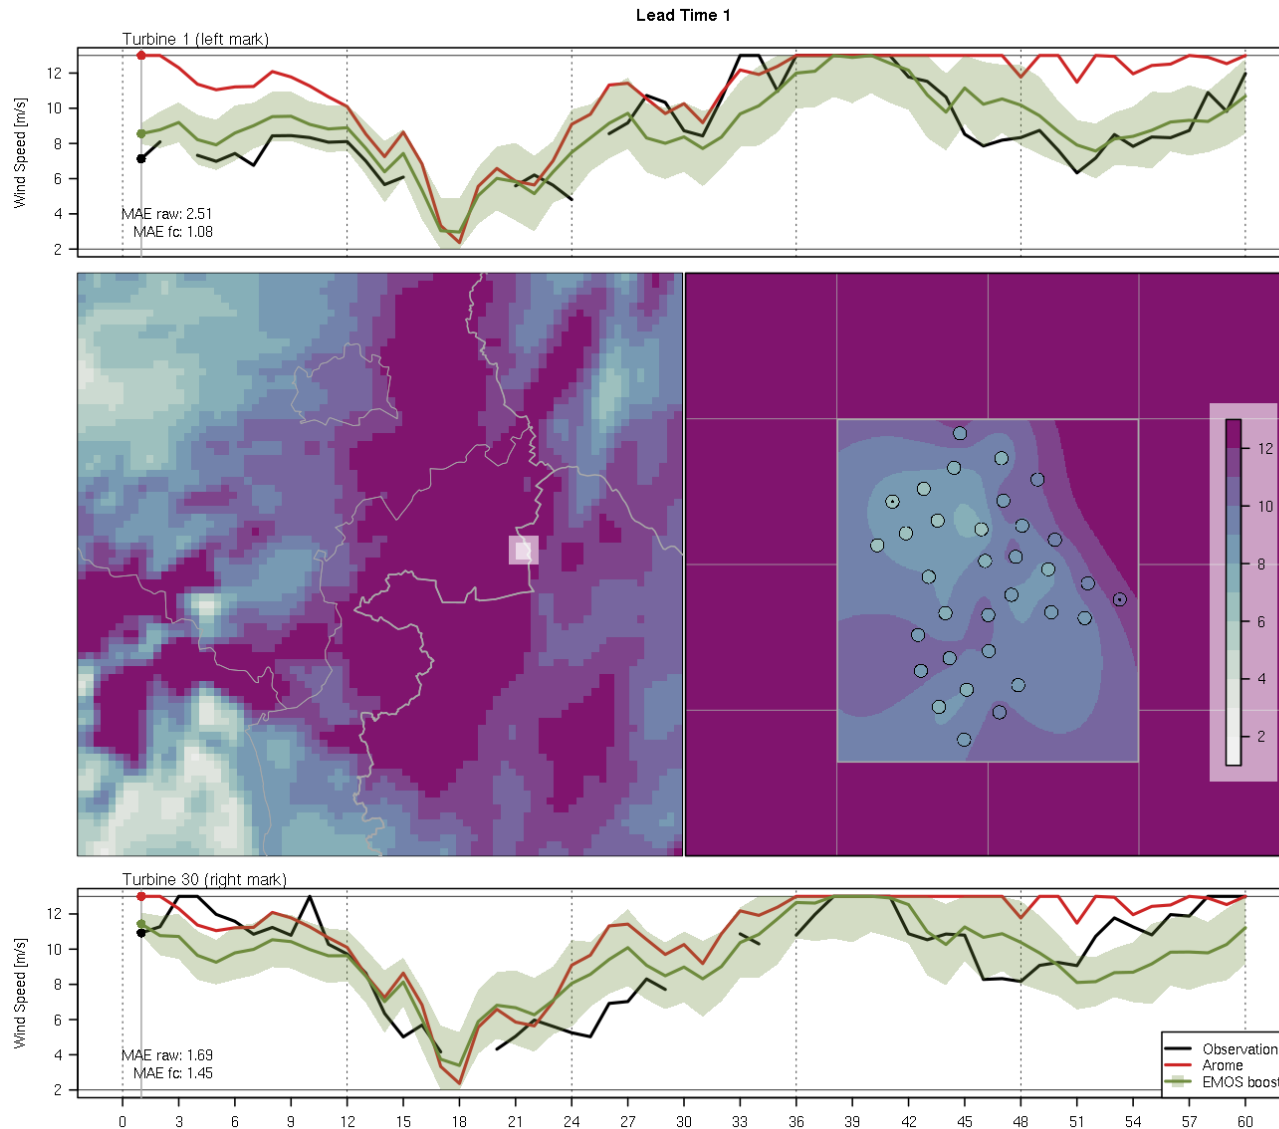 Lead Time 1
Turbine 1 (left mark)
Wind Speed [m/s]
12
10
8
6
4
2
MAE raw: 2.51
MAE fc: 1.08
12
10
8
6
4
2
Turbine 30 (right mark)
Wind Speed [m/s]
12
10
8
6
4
2
MAE raw: 1.69
MAE fc: 1.45
Observation
Arome
EMOS boost
0 3 6 9 12 15 18 21 24 27 30 33 36 39 42 45 48 51 54 57 60